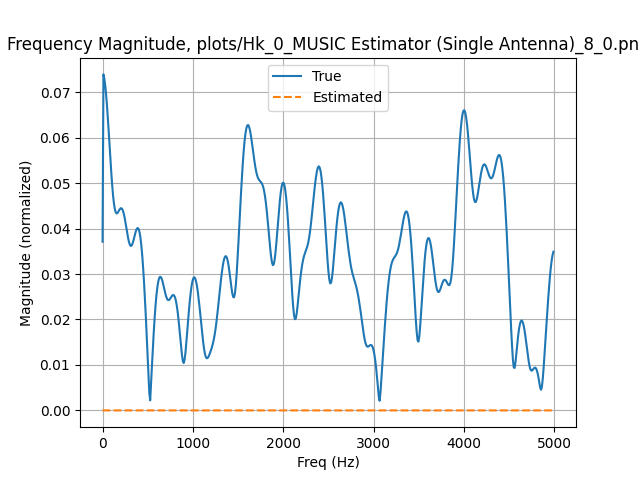 Frequency Magnitude, plots/Hk_0_MUSIC Estimator (Single Antenna)_8_0.pn
True
Estimated
Magnitude (normalized)
0.07
0.06
0.05
0.04
0.03
0.02
0.01
0.00
0 1000 2000 3000 4000 5000
Freq (Hz)